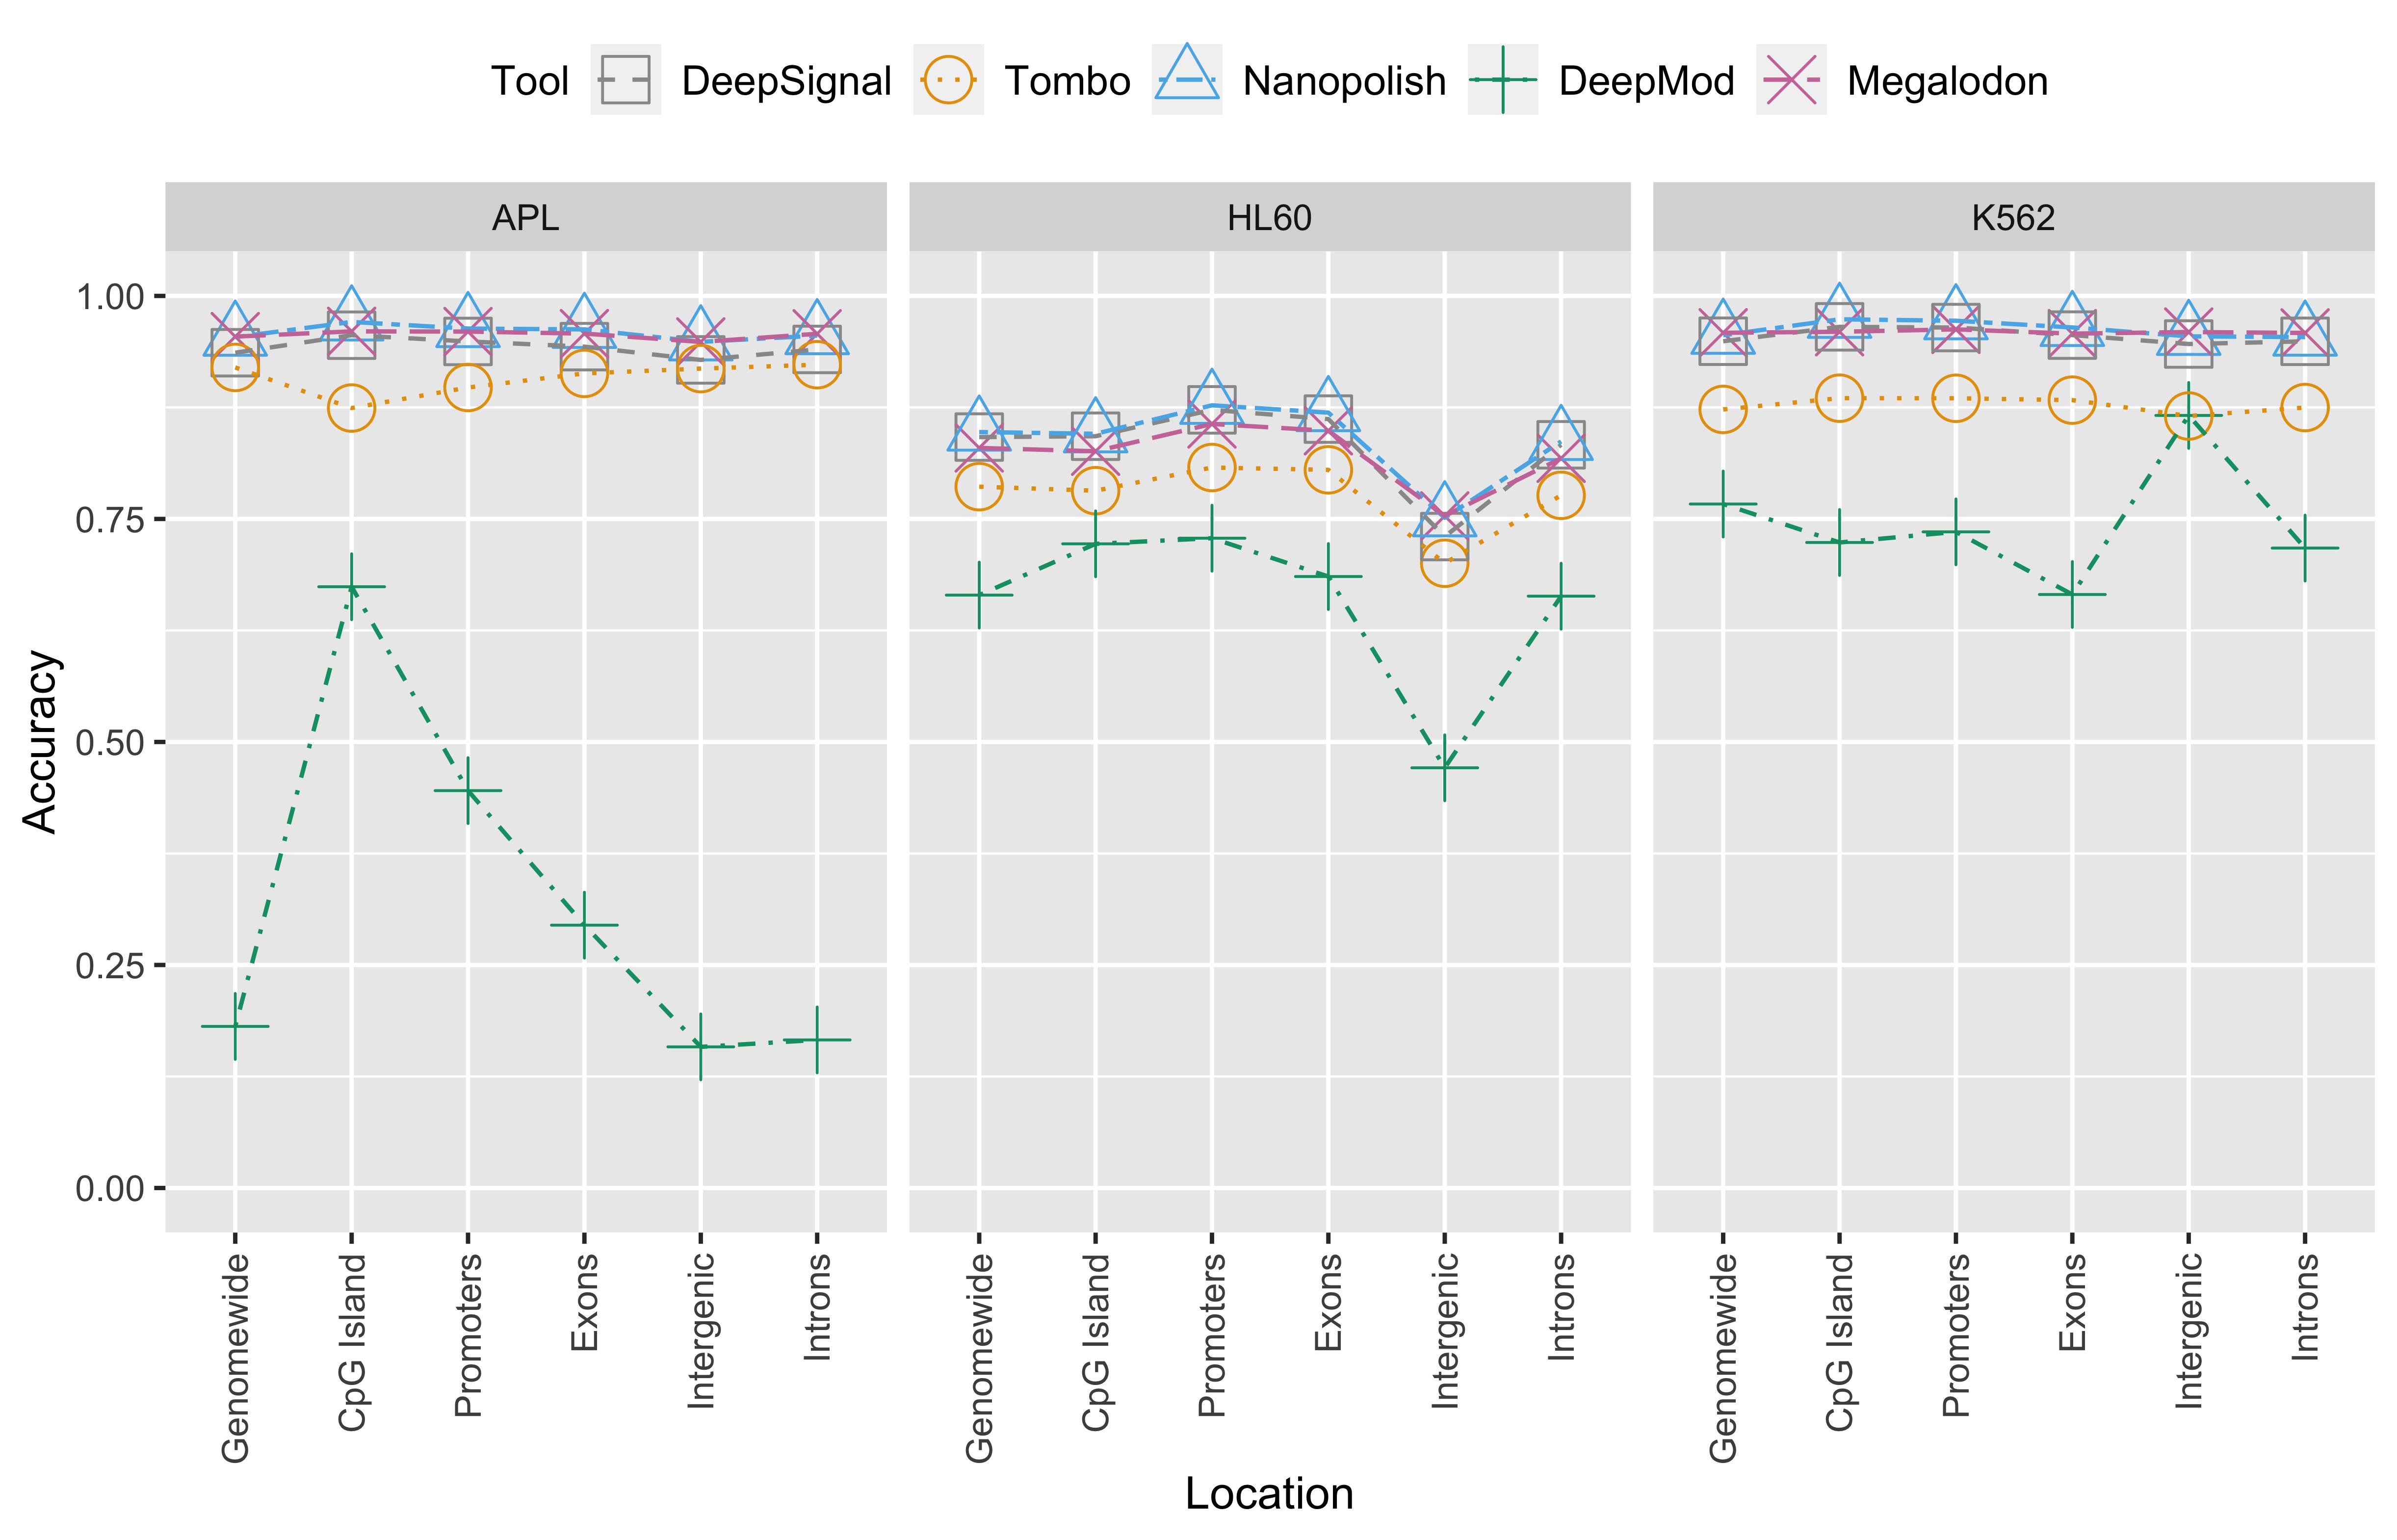 Tool DeepSignal Tombo Nanopolish DeepMod Megalodon
APL HL60 K562
1.00
0.75
0.50
0.25
0.00
Accuracy
Genomewide CpG Island Promoters Exons Intergenic Introns Genomewide CpG Island Promoters Exons Intergenic Introns Genomewide CpG Island Promoters Exons Intergenic Introns
Location